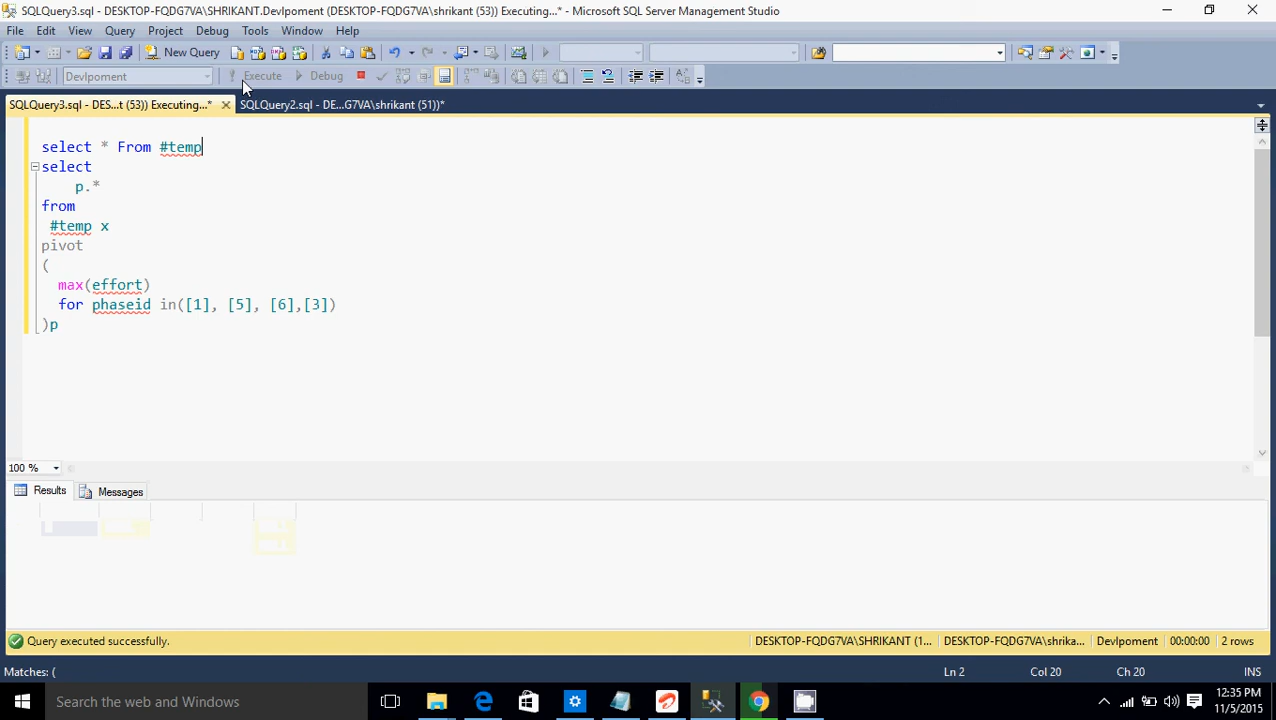 SQLQuery3.sql - DESKTOP-FQDG7VA\SHRIKANT.Devlpoment (DESKTOP-FQDG7VA\shrikant (53)) Executing...* - Microsoft SQL Server Management Studio
File Edit View Query Project Debug Tools Window Help
New Query
Devlpoment Execute Debug
SQLQuery3.sql - DES...t (53)) Executing...* SQLQuery2.sql - DE...G7VA\shrikant (51))*
select * From #temp
select
p.*
from
#temp x
pivot
(
max(effort)
for phaseid in([1], [5], [6],[3])
)p
100 %
Results Messages
Query executed successfully. DESKTOP-FQDG7VA\SHRIKANT (1... DESKTOP-FQDG7VA\shrika... Devlpoment 00:00:00 2 rows
Matches: ( Ln 2 Col 20 Ch 20 INS
Search the web and Windows
12:35 PM
11/5/2015